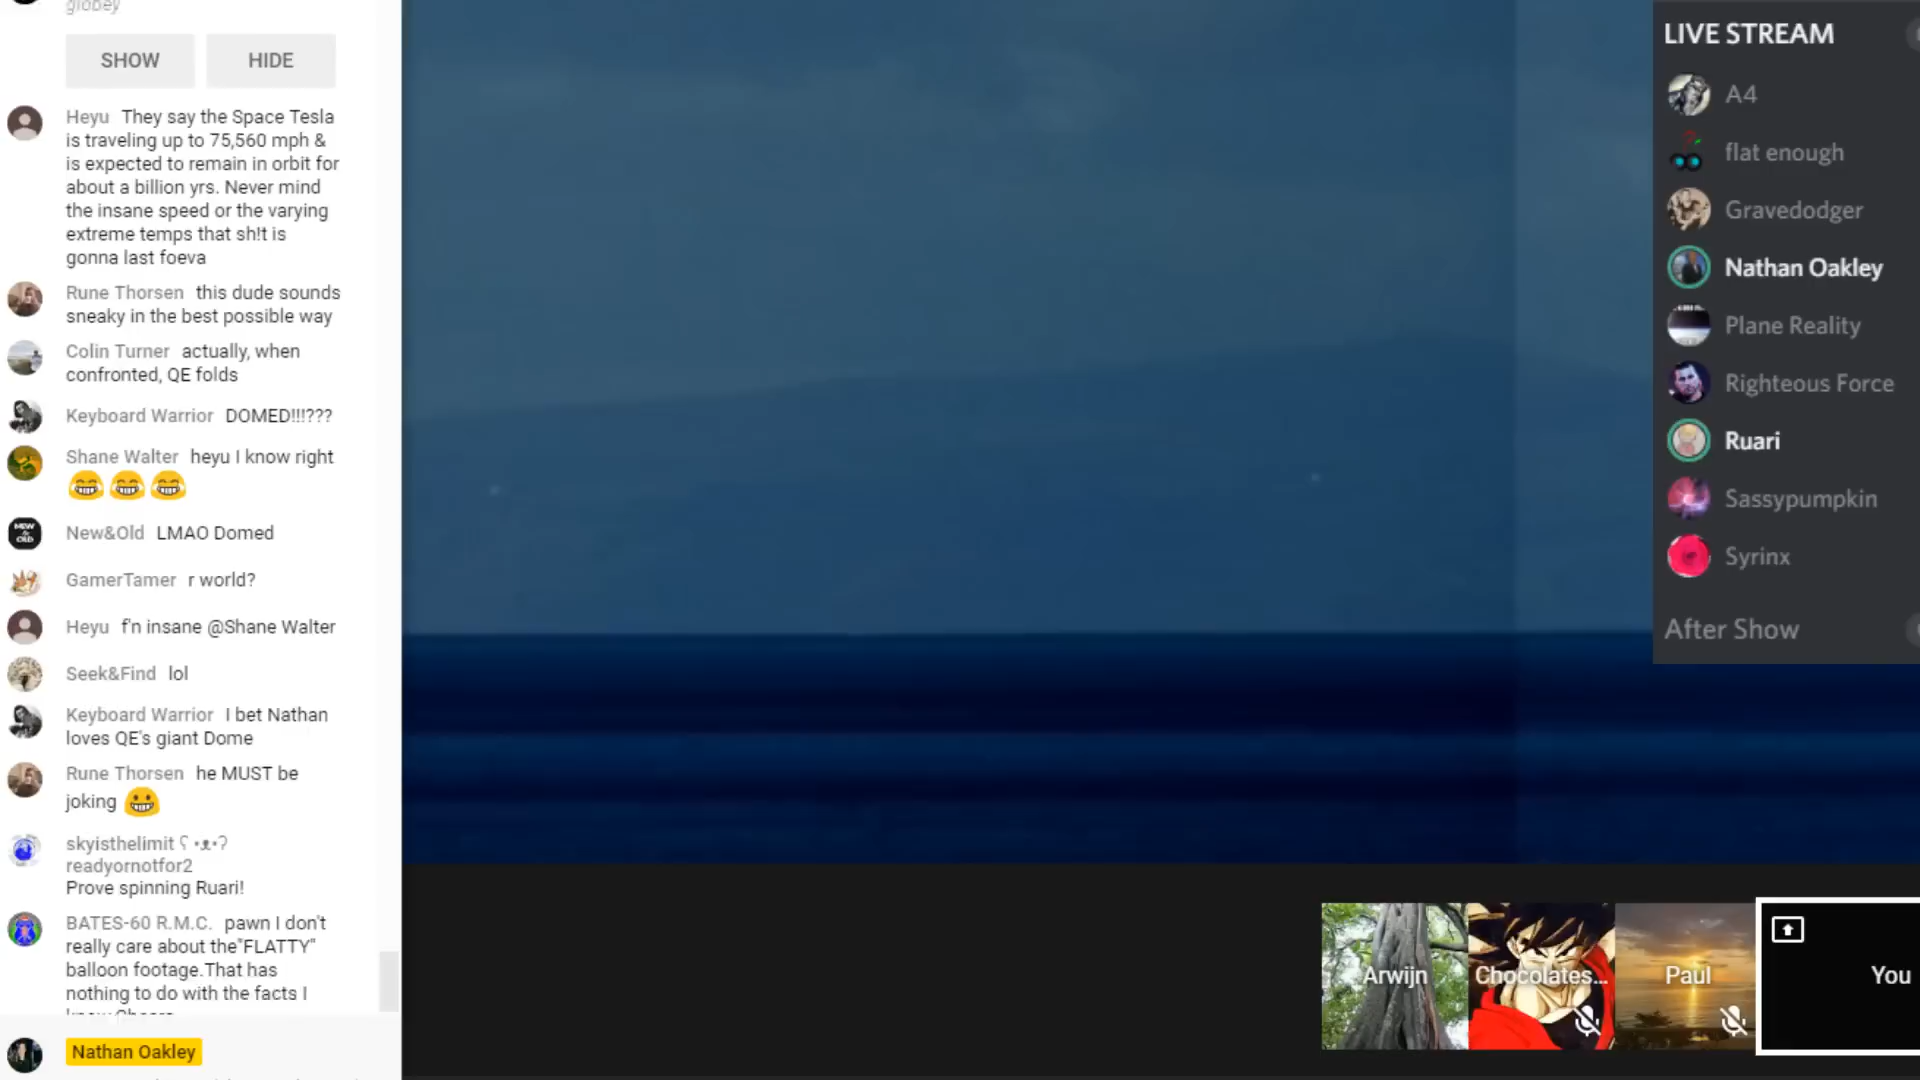 globey
SHOW HIDE
Heyu They say the Space Tesla
is traveling up to 75,560 mph &
is expected to remain in orbit for
about a billion yrs. Never mind
the insane speed or the varying
extreme temps that sh!t is
gonna last foeva
Rune Thorsen this dude sounds
sneaky in the best possible way
Colin Turner actually, when
confronted, QE folds
Keyboard Warrior DOMED!!!???
Shane Walter heyu I know right
New&Old LMAO Domed
GamerTamer r world?
Heyu f'n insane @Shane Walter
Seek&Find lol
Keyboard Warrior I bet Nathan
loves QE's giant Dome
Rune Thorsen he MUST be
joking
skyisthelimit ʕ •ᴥ•ʔ
readyornotfor2
Prove spinning Ruari!
BATES-60 R.M.C. pawn I don't
really care about the"FLATTY"
balloon footage.That has
nothing to do with the facts I
Nathan Oakley
LIVE STREAM
A4
flat enough
Gravedodger
Nathan Oakley
Plane Reality
Righteous Force
Ruari
Sassypumpkin
Syrinx
After Show
Arwijn
Chocolates...
Paul
You